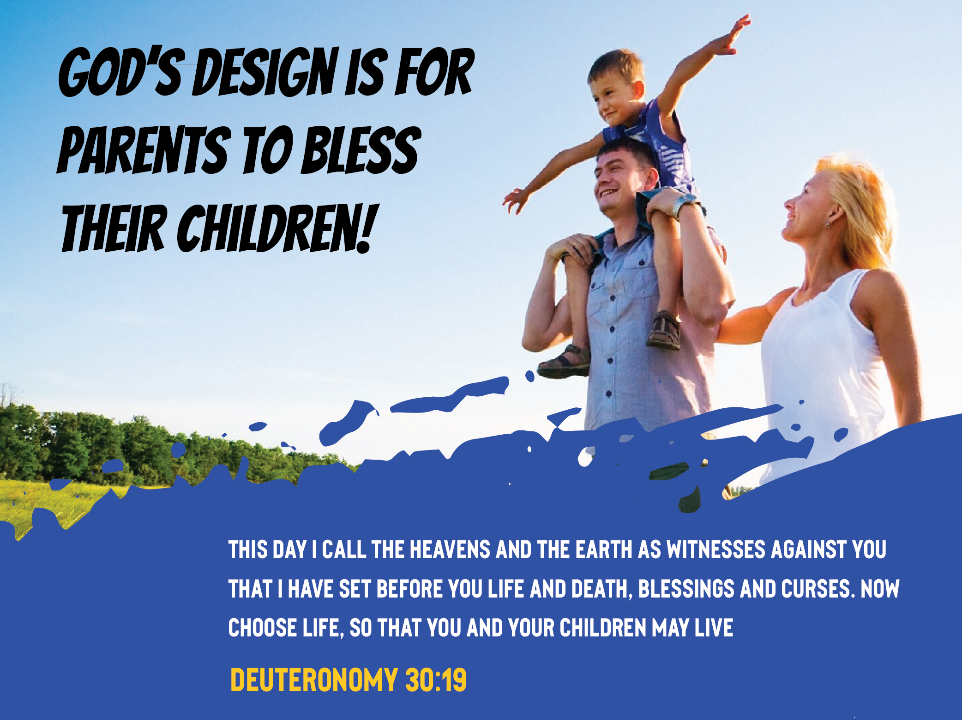 GOD'S DESIGN IS FOR
PARENTS TO BLESS
THEIR CHILDREN!
THIS DAY I CALL THE HEAVENS AND THE EARTH AS WITNESSES AGAINST YOU
THAT I HAVE SET BEFORE YOU LIFE AND DEATH, BLESSINGS AND CURSES. NOW
CHOOSE LIFE, SO THAT YOU AND YOUR CHILDREN MAY LIVE
DEUTERONOMY 30:19